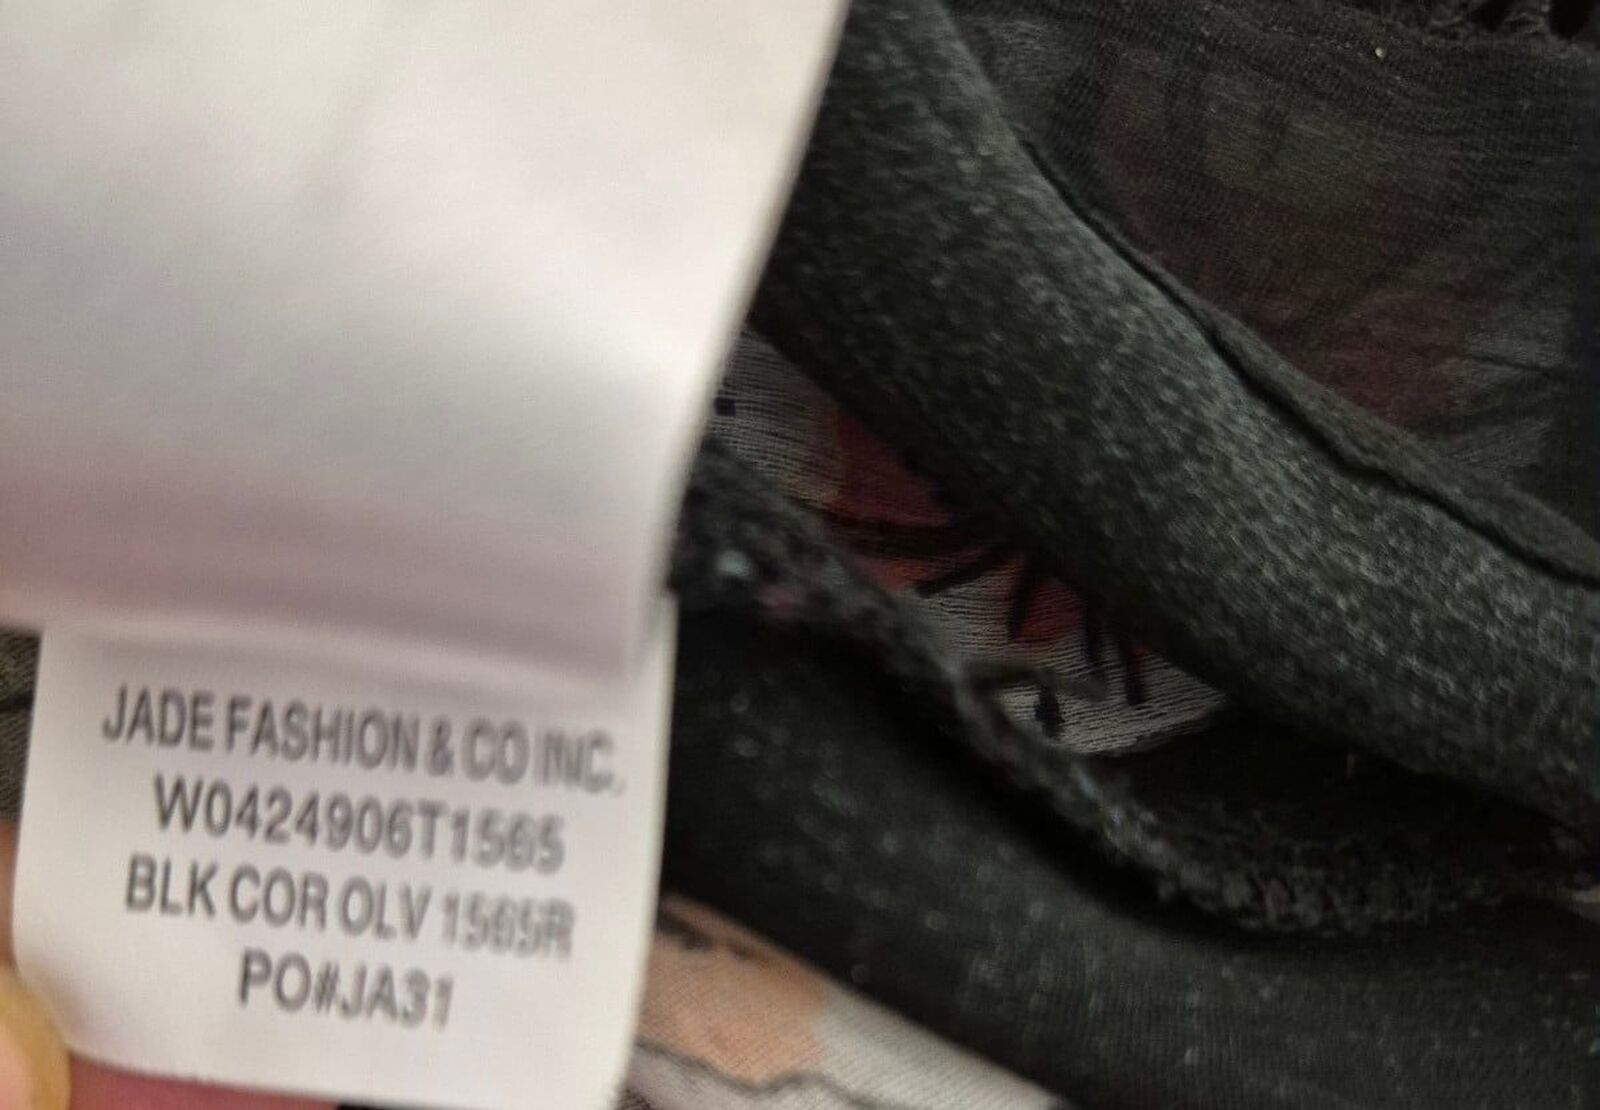 JADE FASHION & CO INC.
W0424906T1565
BLK COR OLV 1565R
PO#JA31